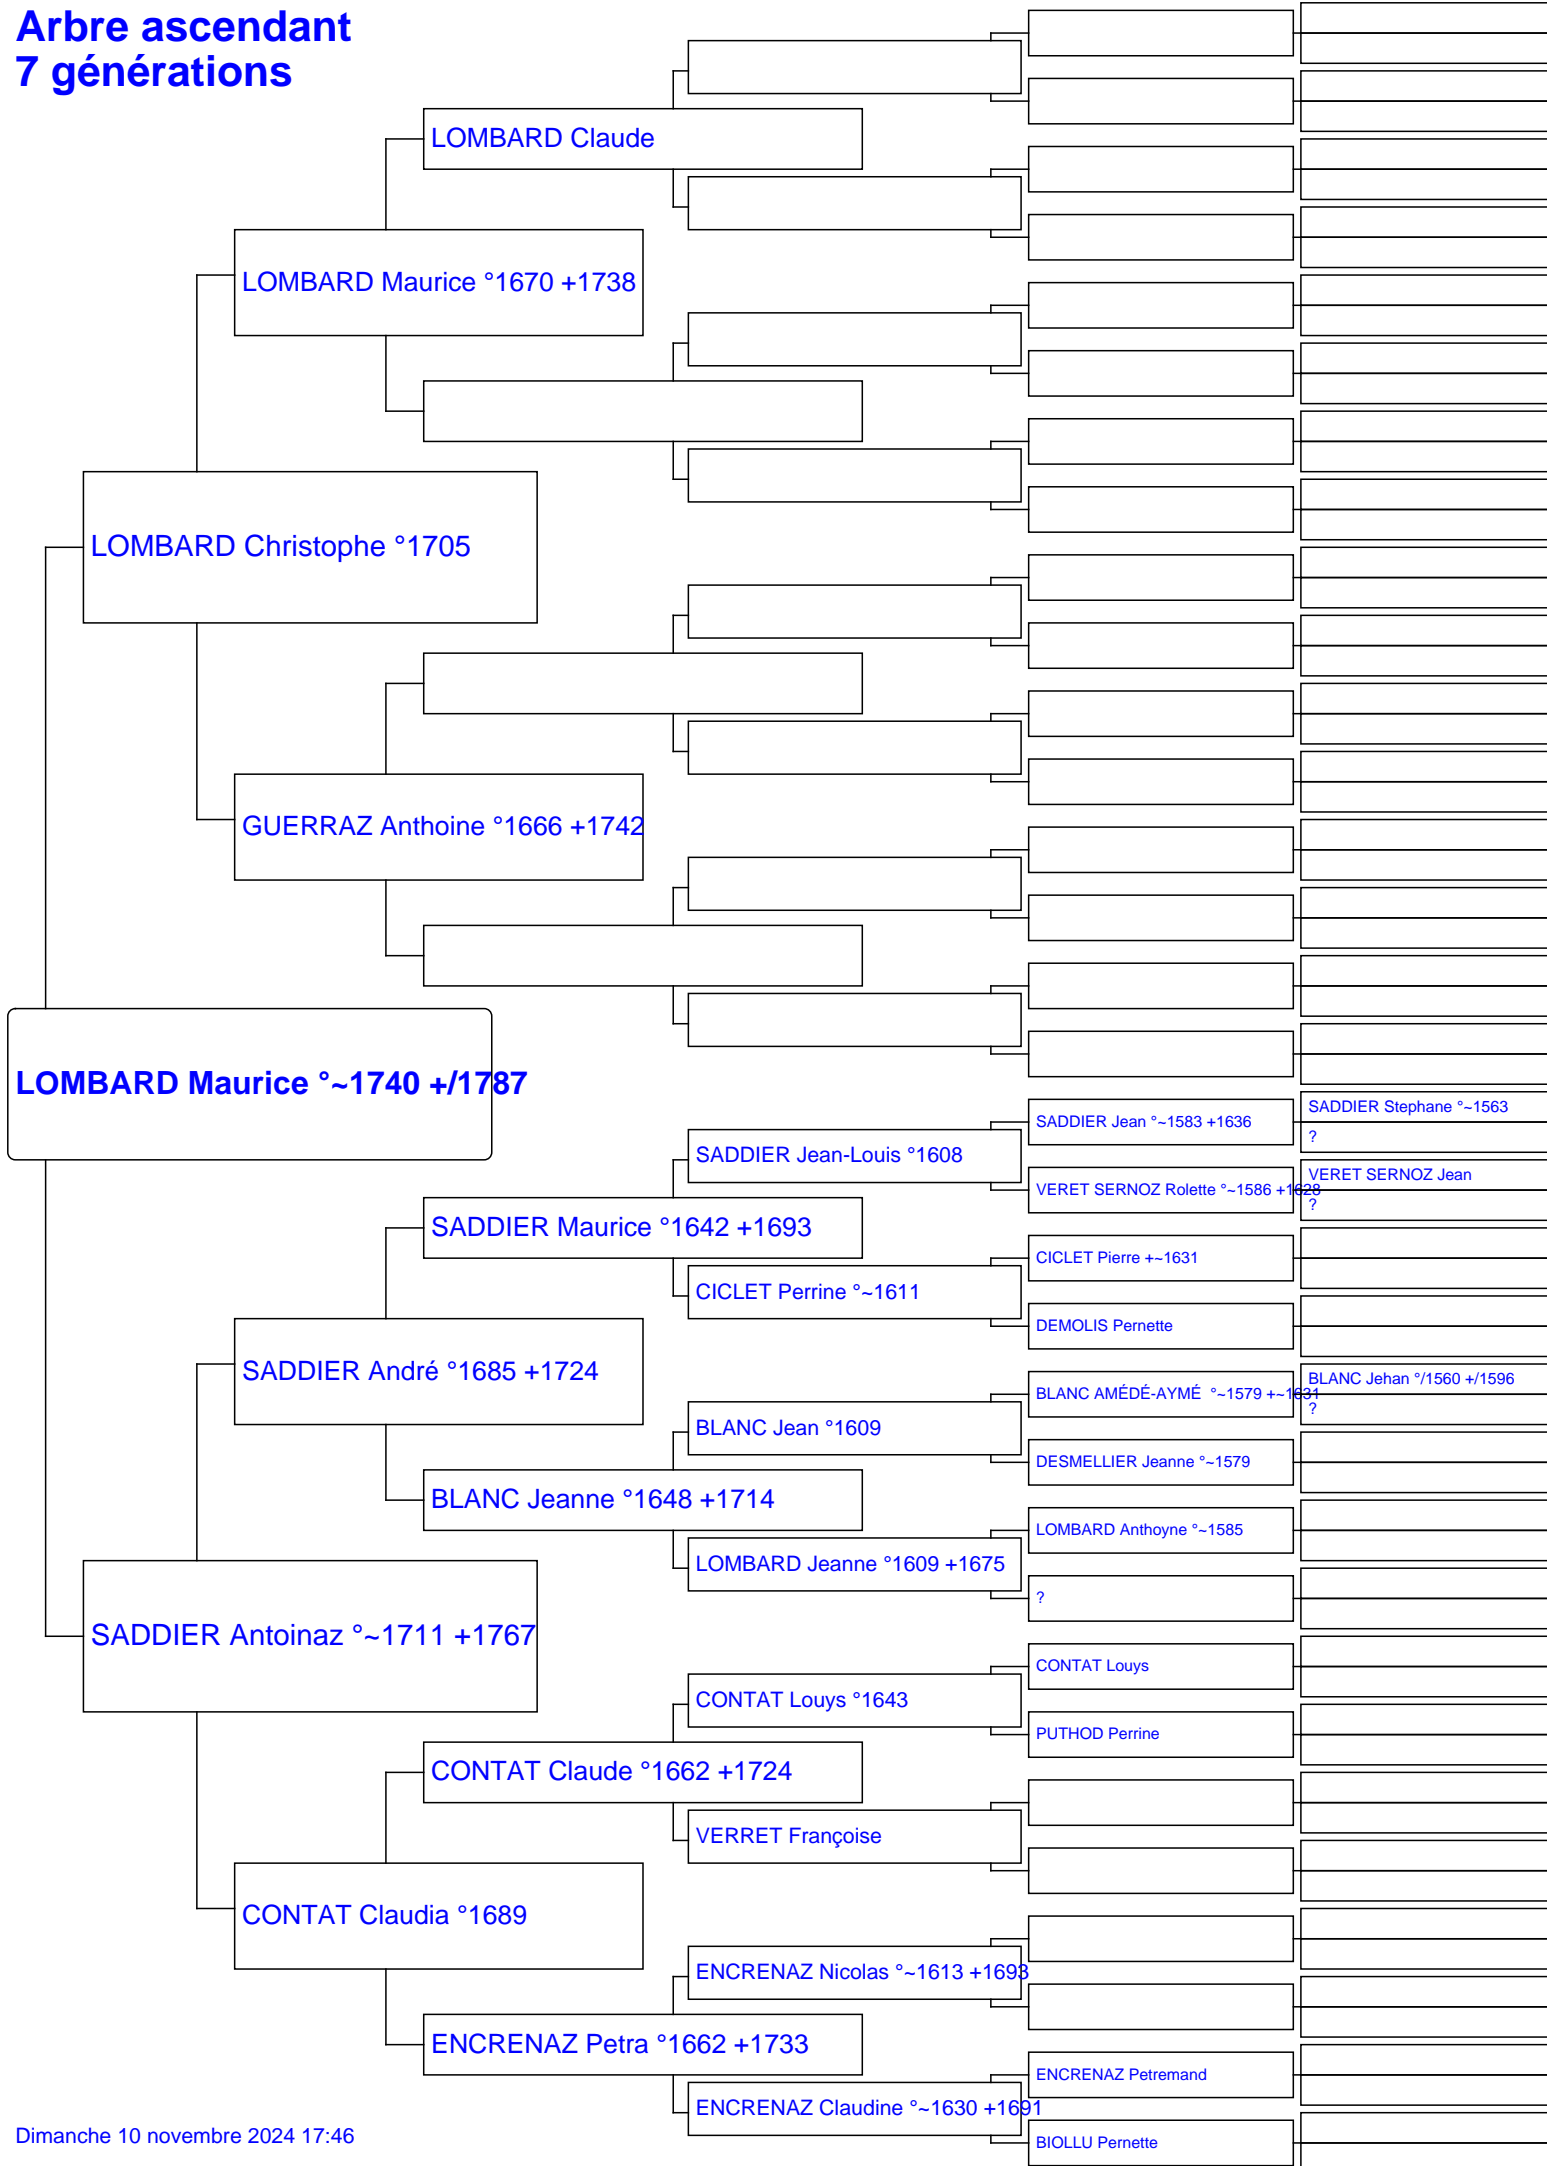 Arbre ascendant
7 générations
LOMBARD Claude
LOMBARD Maurice °1670 +1738
LOMBARD Christophe °1705
GUERRAZ Anthoine °1666 +1742
LOMBARD Maurice °~1740 +/1787
SADDIER Stephane °~1563
SADDIER Jean °~1583 +1636
?
SADDIER Jean-Louis °1608
VERET SERNOZ Jean
VERET SERNOZ Rolette °~1586 +1628
?
SADDIER Maurice °1642 +1693
CICLET Pierre +~1631
CICLET Perrine °~1611
DEMOLIS Pernette
SADDIER André °1685 +1724
BLANC Jehan °/1560 +/1596
BLANC AMÉDÉ-AYMÉ °~1579 +~1631
?
BLANC Jean °1609
DESMELLIER Jeanne °~1579
BLANC Jeanne °1648 +1714
LOMBARD Anthoyne °~1585
LOMBARD Jeanne °1609 +1675
?
SADDIER Antoinaz °~1711 +1767
CONTAT Louys
CONTAT Louys °1643
PUTHOD Perrine
CONTAT Claude °1662 +1724
VERRET Françoise
CONTAT Claudia °1689
ENCRENAZ Nicolas °~1613 +1693
ENCRENAZ Petra °1662 +1733
ENCRENAZ Petremand
ENCRENAZ Claudine °~1630 +1691
BIOLLU Pernette
Dimanche 10 novembre 2024 17:46